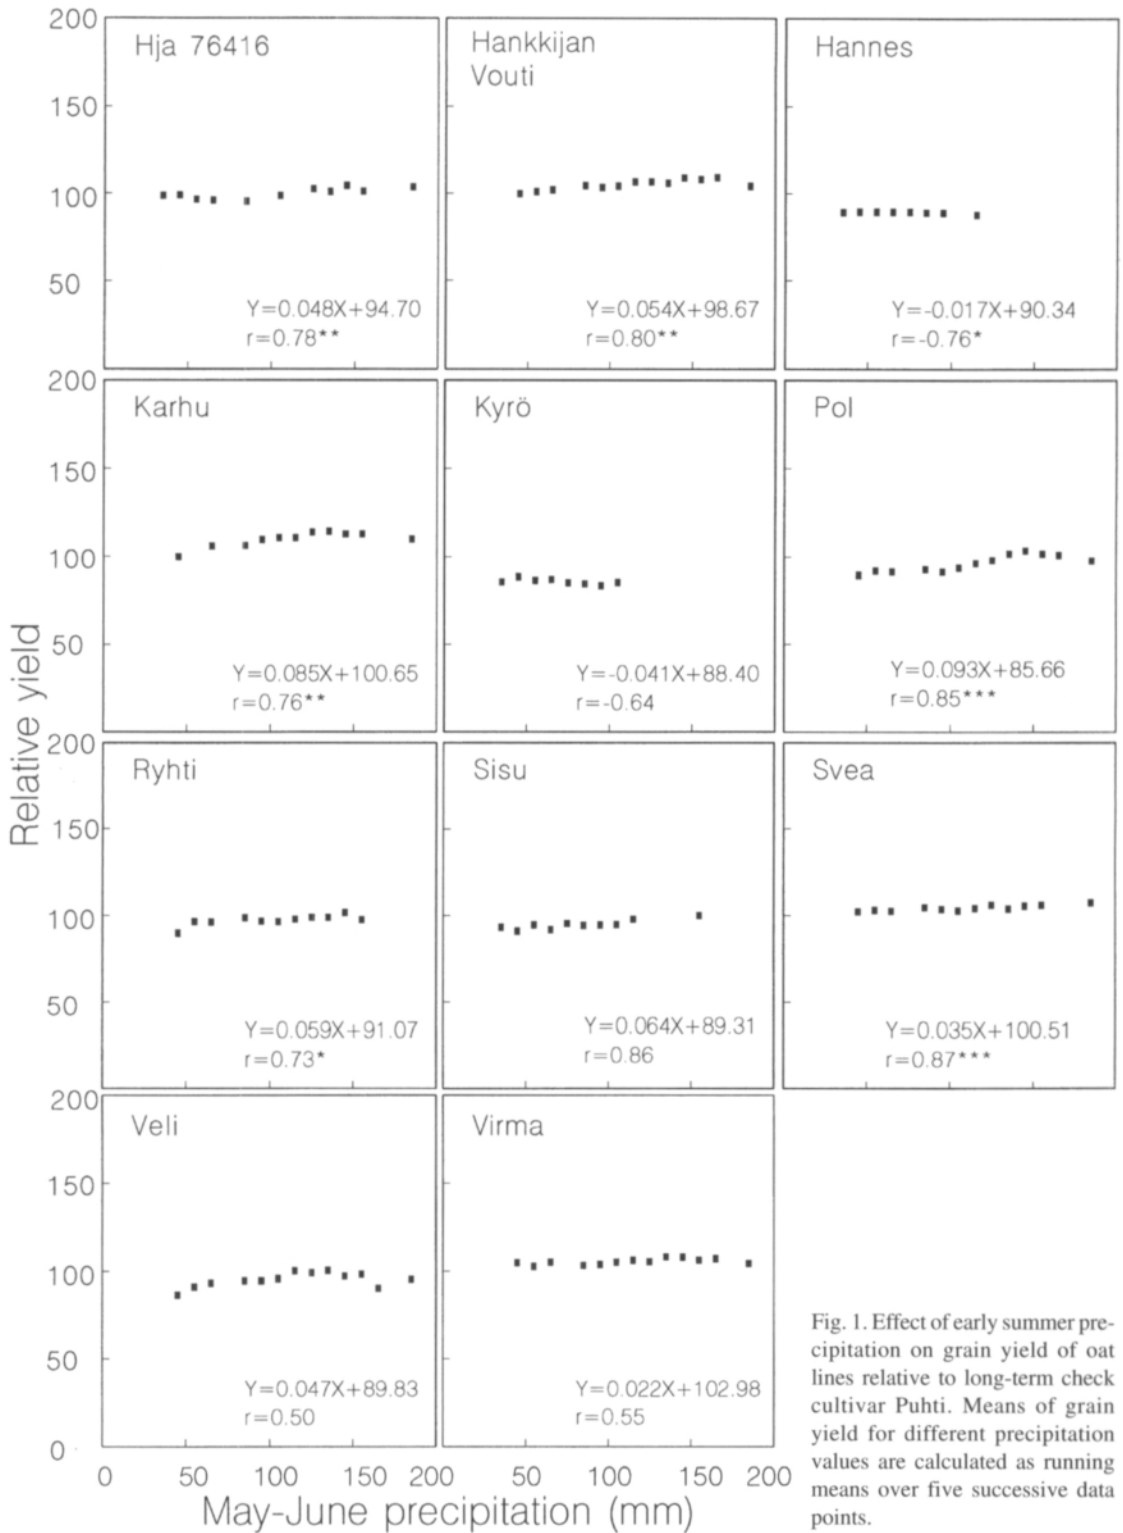 200
Hja 76416
Hankkijan
Vouti
Hannes
150
100
50
Y=0.048X+94.70
r=0.78**
Y=0.054X+98.67
r=0.80**
Y=-0.017X+90.34
r=-0.76*
200
Karhu
Kyrö
Pol
150
100
50
Y=0.085X+100.65
r=0.76**
Y=-0.041X+88.40
r=-0.64
Y=0.093X+85.66
r=0.85***
Relative yield
200
Ryhti
Sisu
Svea
150
100
50
Y=0.059X+91.07
r=0.73*
Y=0.064X+89.31
r=0.86
Y=0.035X+100.51
r=0.87***
200
Veli
Virma
150
100
50
Y=0.047X+89.83
r=0.50
Y=0.022X+102.98
r=0.55
0
0 50 100 150 200 50 100 150 200
May-June precipitation (mm)
Fig. 1. Effect of early summer pre-
cipitation on grain yield of oat
lines relative to long-term check
cultivar Puhti. Means of grain
yield for different precipitation
values are calculated as running
means over five successive data
points.